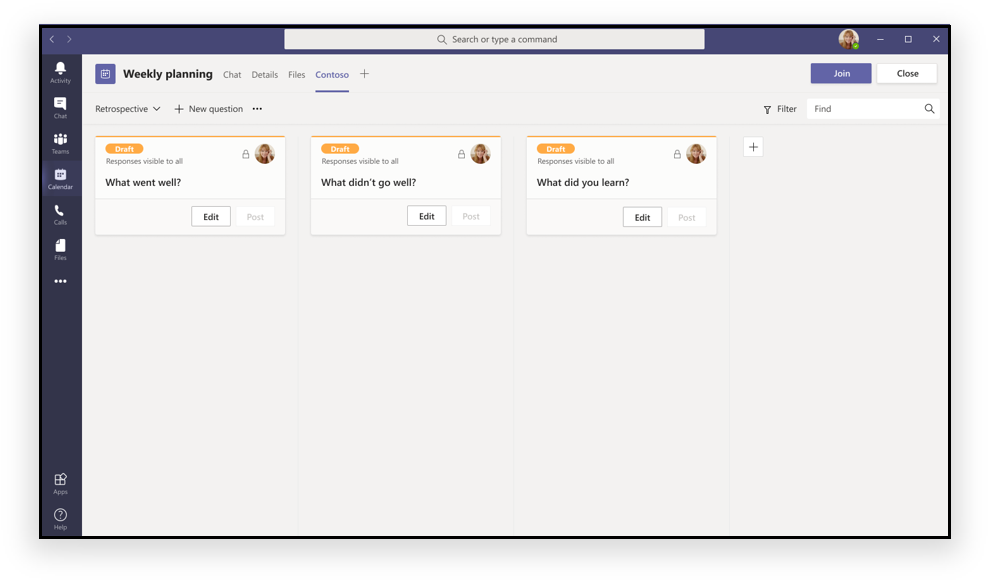 Search or type a command
Activity
Chat
Teams
Calendar
Calls
Files
Apps
Help
Weekly planning Chat Details Files Contoso
Join Close
Retrospective New question
Filter Find
Draft
Responses visible to all
What went well?
Edit Post
Draft
Responses visible to all
What didn't go well?
Edit Post
Draft
Responses visible to all
What did you learn?
Edit Post